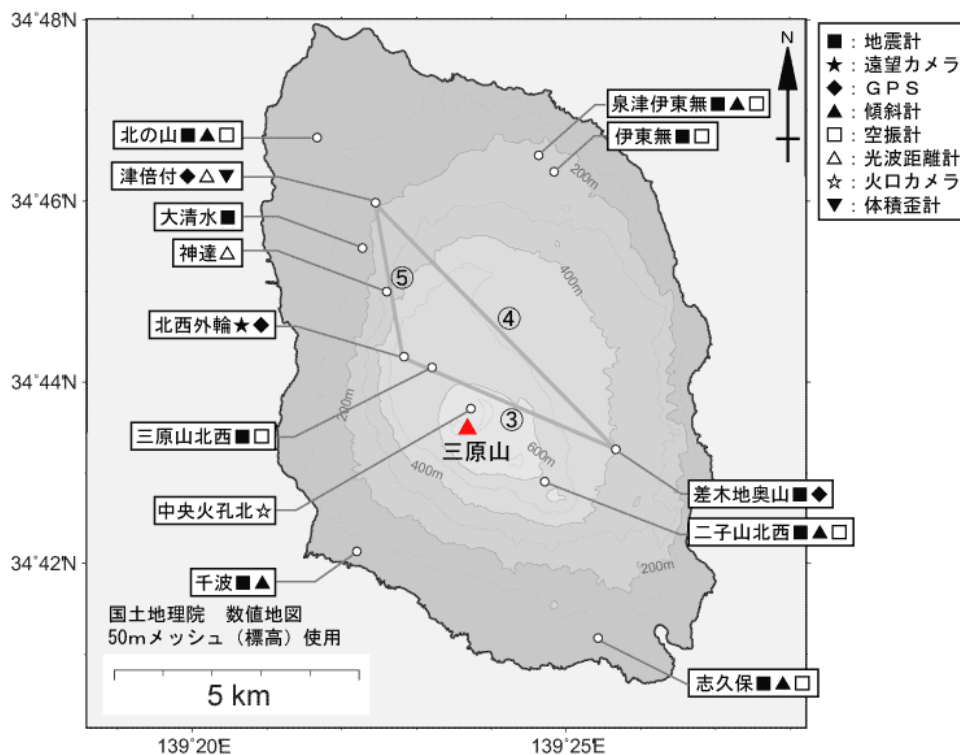 34˚48'N
34˚46'N
34˚44'N
34˚42'N
139˚20'E
139˚25'E
N
■：地震計
★：遠望カメラ
◆：ＧＰＳ
▲：傾斜計
□：空振計
△：光波距離計
☆：火口カメラ
▼：体積歪計
北の山■▲□
津倍付◆△▼
大清水■
神達△
北西外輪★◆
三原山北西■□
中央火孔北☆
千波■▲
泉津伊東無■▲□
伊東無■□
差木地奥山■◆
二子山北西■▲□
志久保■▲□
200m
400m
⑤
④
③
三原山
600m
200m
400m
200m
国土地理院　数値地図
50mメッシュ（標高）使用
5 km